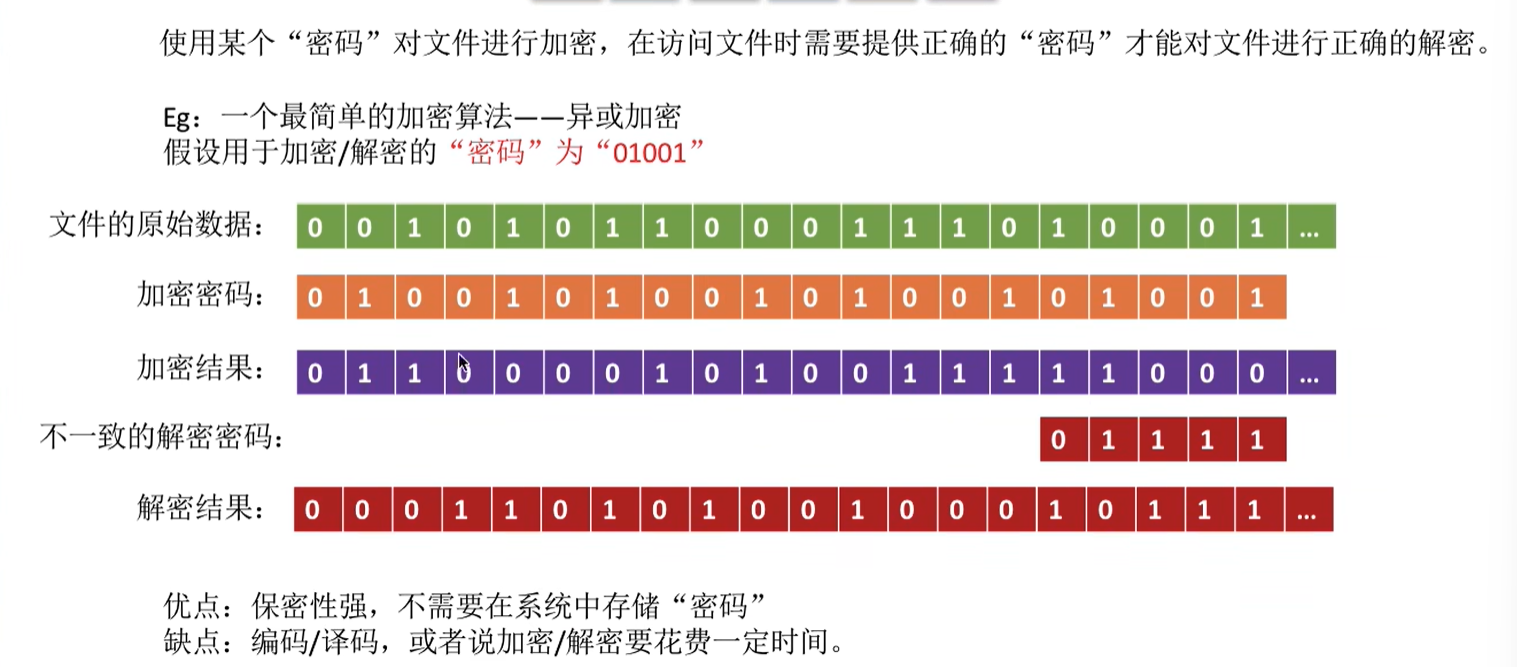 使用某个“密码”对文件进行加密，在访问文件时需要提供正确的“密码”才能对文件进行正确的解密。
Eg：一个最简单的加密算法——异或加密
假设用于加密/解密的“密码”为“01001”
文件的原始数据： 0 0 1 0 1 0 1 1 0 0 0 1 1 1 0 1 0 0 0 1 ...
加密密码： 0 1 0 0 1 0 1 0 0 1 0 1 0 0 1 0 1 0 0 1
加密结果： 0 1 1 0 0 0 0 1 0 1 0 0 1 1 1 1 1 0 0 0 ...
不一致的解密密码： 0 1 1 1 1
解密结果： 0 0 0 1 1 0 1 0 1 0 0 1 0 0 0 1 0 1 1 1 ...
优点：保密性强，不需要在系统中存储“密码”
缺点：编码/译码，或者说加密/解密要花费一定时间。